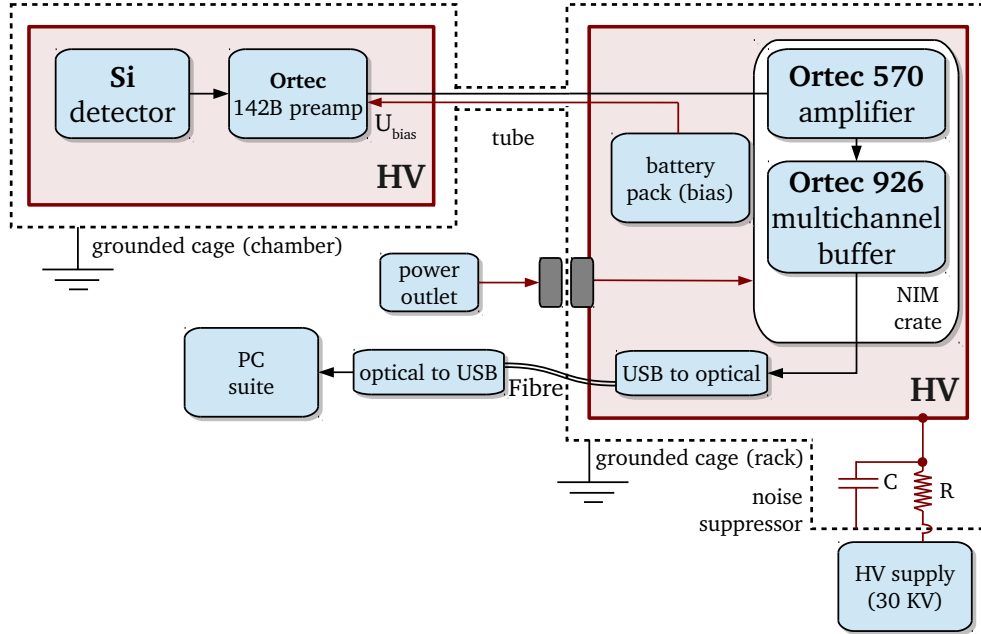 Si
detector
Ortec
142B preamp
U_bias
HV
grounded cage (chamber)
tube
Ortec 570
amplifier
battery
pack (bias)
Ortec 926
multichannel
buffer
NIM
crate
power
outlet
PC
suite
optical to USB
Fibre
USB to optical
HV
grounded cage (rack)
noise
suppressor
C
R
HV supply
(30 KV)